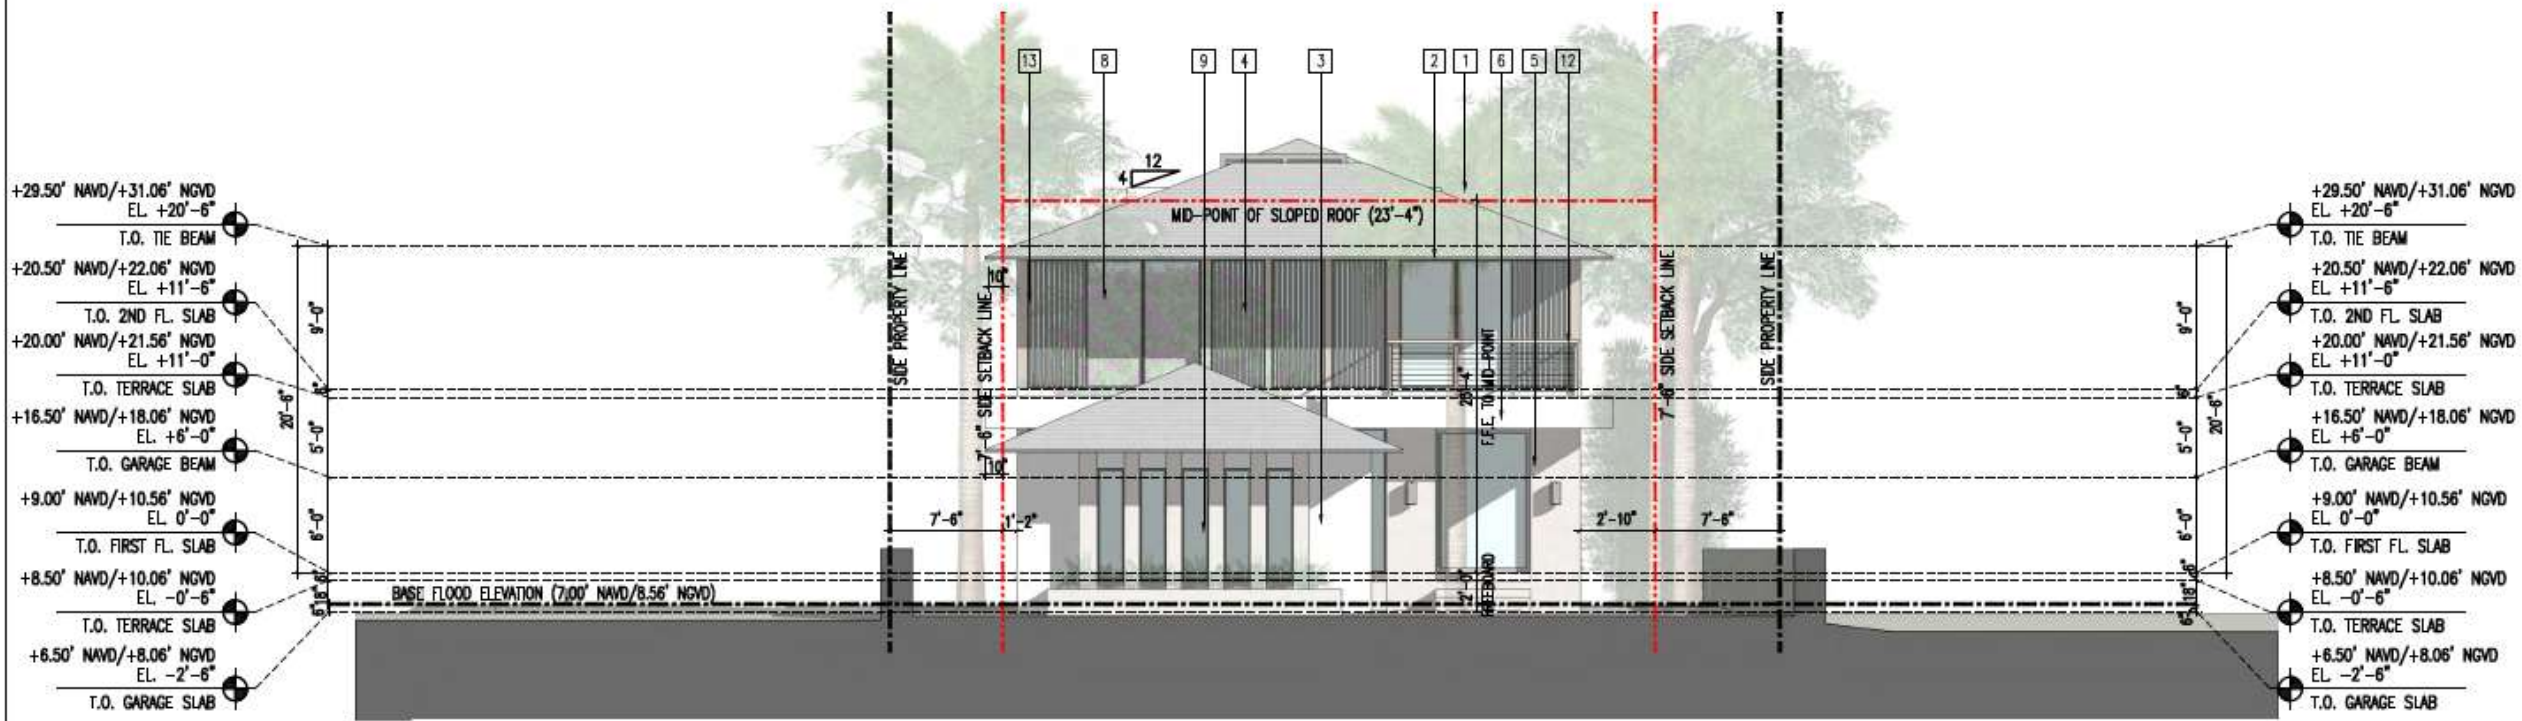 13 8 9 4 3 2 1 6 5 12
12
4
MID-POINT OF SLOPED ROOF (23'-4")
+29.50' NAVD/+31.06' NGVD
EL. +20'-6"
T.O. TIE BEAM
+20.50' NAVD/+22.06' NGVD
EL. +11'-6"
T.O. 2ND FL. SLAB
+20.00' NAVD/+21.56' NGVD
EL. +11'-0"
T.O. TERRACE SLAB
+16.50' NAVD/+18.06' NGVD
EL. +6'-0"
T.O. GARAGE BEAM
+9.00' NAVD/+10.56' NGVD
EL. 0'-0"
T.O. FIRST FL. SLAB
+8.50' NAVD/+10.06' NGVD
EL. -0'-6"
T.O. TERRACE SLAB
+6.50' NAVD/+8.06' NGVD
EL. -2'-6"
T.O. GARAGE SLAB
20'-6"
9'-0"
6"
5'-0"
6'-0"
6"
18"
6"
BASE FLOOD ELEVATION (7.00' NAVD/8.56' NGVD)
SIDE PROPERTY LINE
7'-6" SIDE SETBACK LINE
10"
10"
7'-6"
1'-2"
23'-4"
F.F.E. TO MID-POINT
2'-0"
FREEBOARD
2'-10"
7'-6"
7'-6" SIDE SETBACK LINE
SIDE PROPERTY LINE
9'-0"
6"
5'-0"
20'-6"
6'-0"
6"
18"
6"
+29.50' NAVD/+31.06' NGVD
EL. +20'-6"
T.O. TIE BEAM
+20.50' NAVD/+22.06' NGVD
EL. +11'-6"
T.O. 2ND FL. SLAB
+20.00' NAVD/+21.56' NGVD
EL. +11'-0"
T.O. TERRACE SLAB
+16.50' NAVD/+18.06' NGVD
EL. +6'-0"
T.O. GARAGE BEAM
+9.00' NAVD/+10.56' NGVD
EL. 0'-0"
T.O. FIRST FL. SLAB
+8.50' NAVD/+10.06' NGVD
EL. -0'-6"
T.O. TERRACE SLAB
+6.50' NAVD/+8.06' NGVD
EL. -2'-6"
T.O. GARAGE SLAB